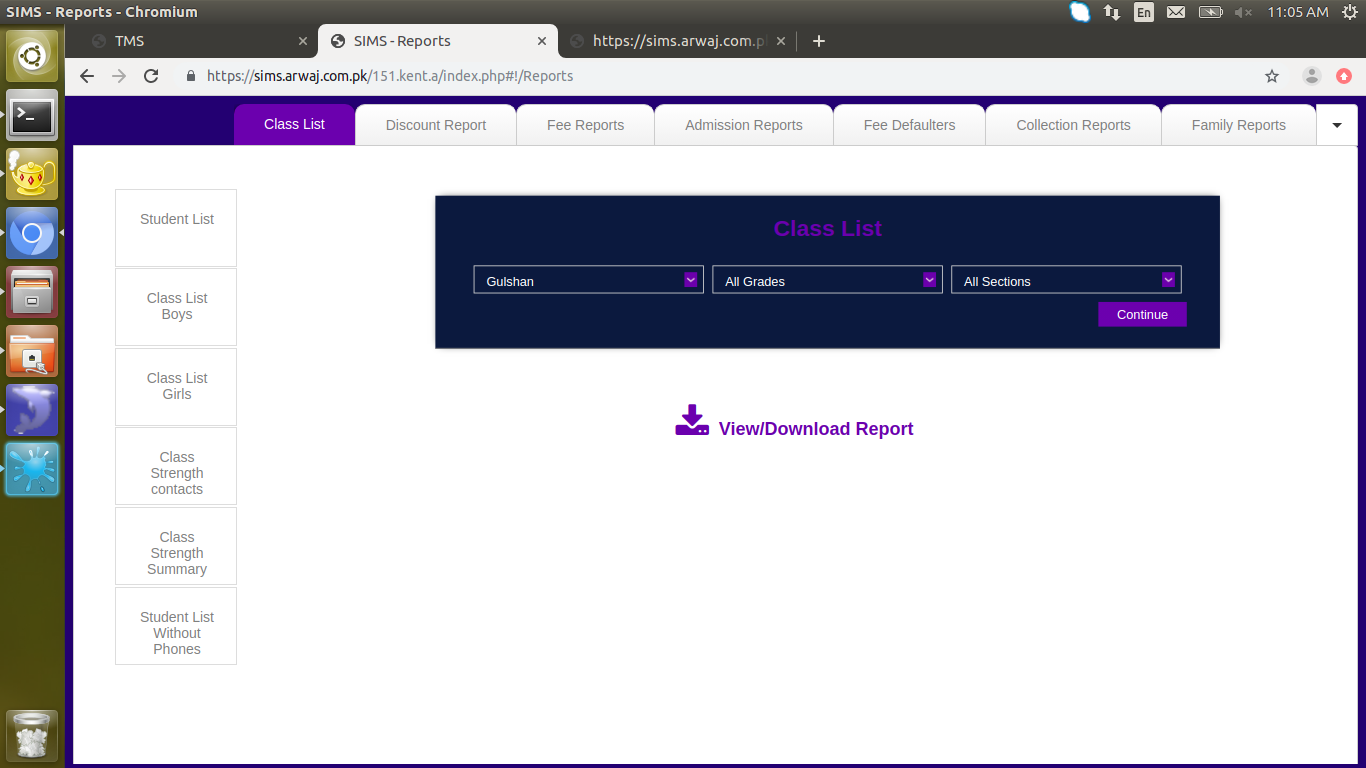 SIMS - Reports - Chromium
En
11:05 AM
TMS
SIMS - Reports
https://sims.arwaj.com.p
https://sims.arwaj.com.pk/151.kent.a/index.php#!/Reports
Class List
Discount Report
Fee Reports
Admission Reports
Fee Defaulters
Collection Reports
Family Reports
Student List
Class List
Boys
Class List
Girls
Class
Strength
contacts
Class
Strength
Summary
Student List
Without
Phones
Class List
Gulshan
All Grades
All Sections
Continue
View/Download Report